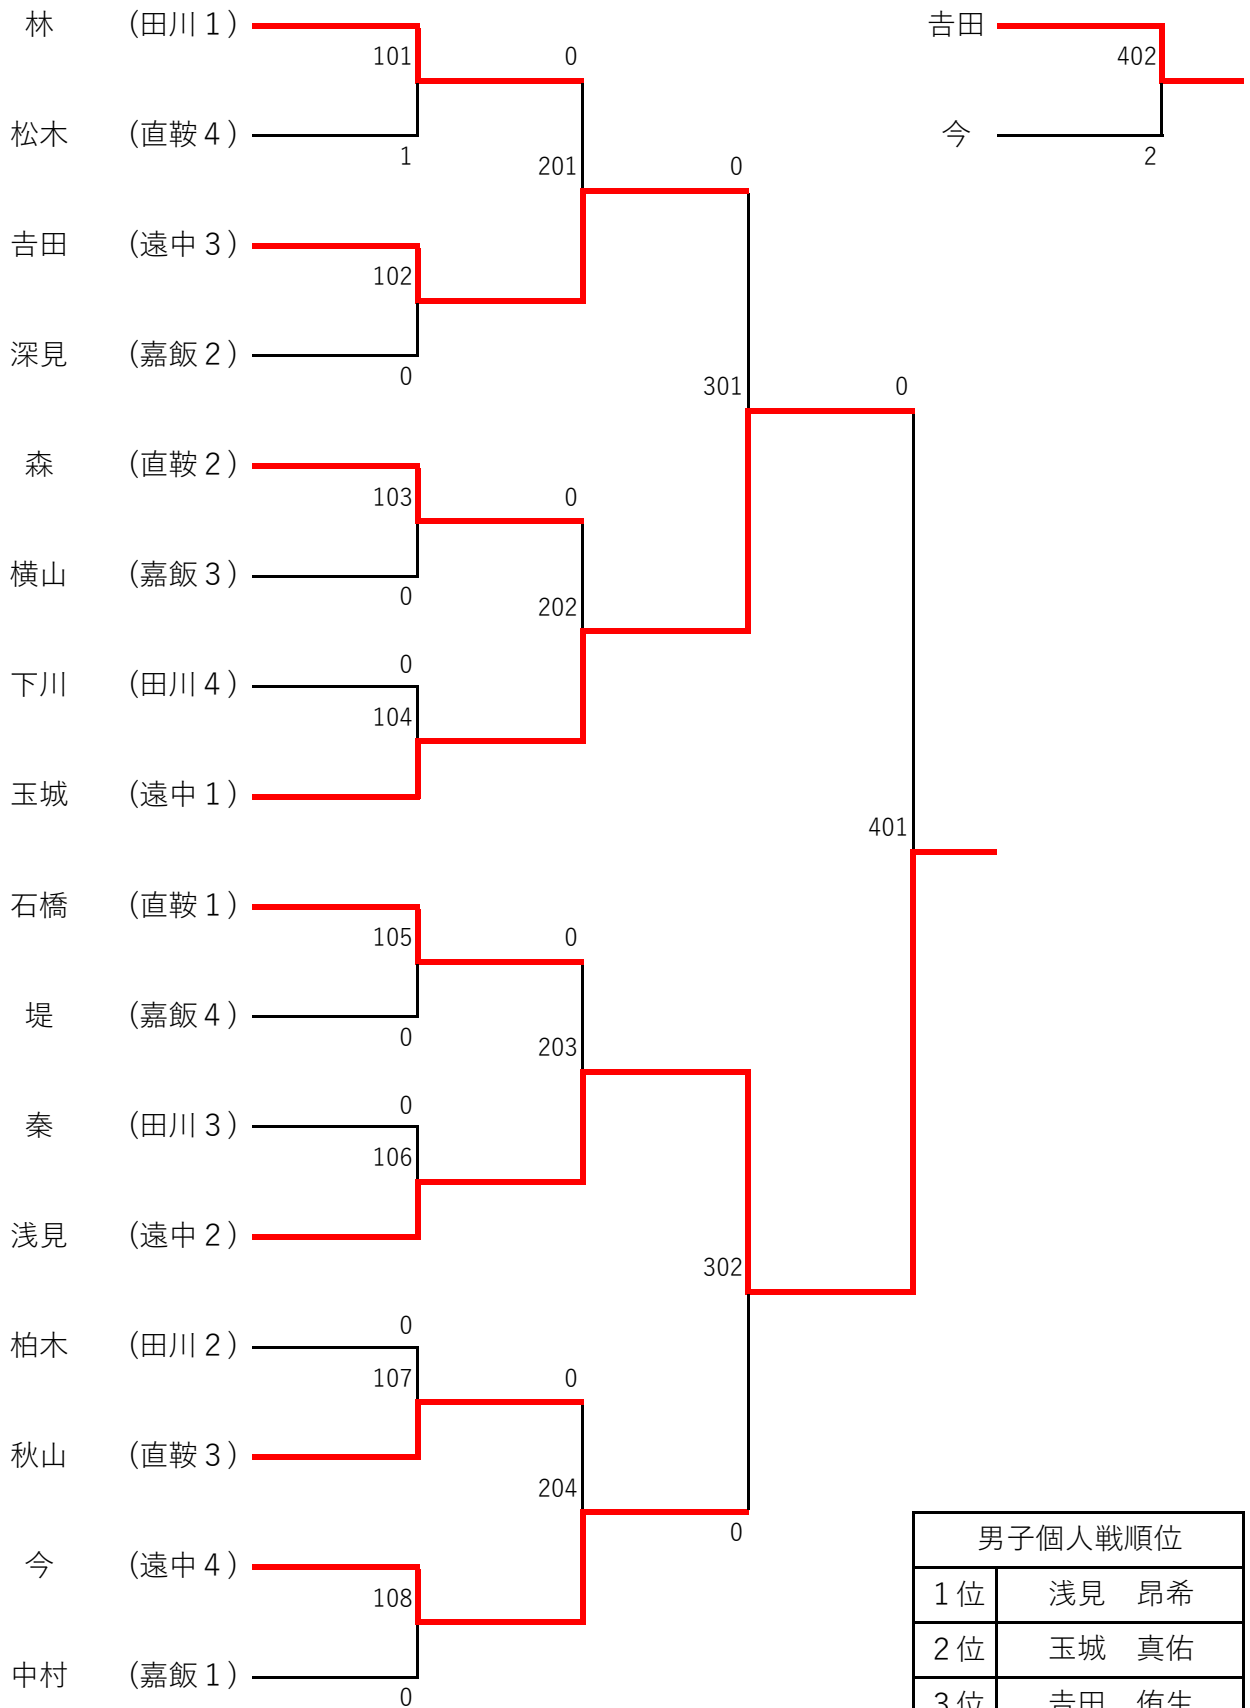 林 (田川1)
101
0
松木 (直鞍4)
1
201
0
吉田 (遠中3)
102
深見 (嘉飯2)
0
301
0
森 (直鞍2)
103
0
横山 (嘉飯3)
0
202
下川 (田川4)
0
104
玉城 (遠中1)
401
石橋 (直鞍1)
105
0
堤 (嘉飯4)
0
203
秦 (田川3)
0
106
浅見 (遠中2)
302
柏木 (田川2)
0
107
0
秋山 (直鞍3)
204
0
今 (遠中4)
108
中村 (嘉飯1)
0
吉田
402
今
2
男子個人戦順位
1位 浅見 昂希
2位 玉城 真佑
3位 吉田 侑生